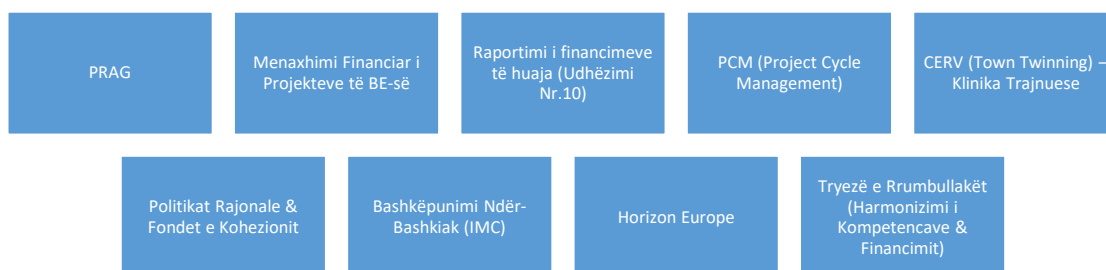 PRAG
Menaxhimi Financiar i
Projekteve të BE-së
Raportimi i financimeve
të huaja (Udhëzimi
Nr.10)
PCM (Project Cycle
Management)
CERV (Town Twinning) –
Klinika Trajnuese
Politikat Rajonale &
Fondet e Kohezionit
Bashkëpunimi Ndër-
Bashkiak (IMC)
Horizon Europe
Tryezë e Rrumbullakët
(Harmonizimi i
Kompetencave &
Financimit)